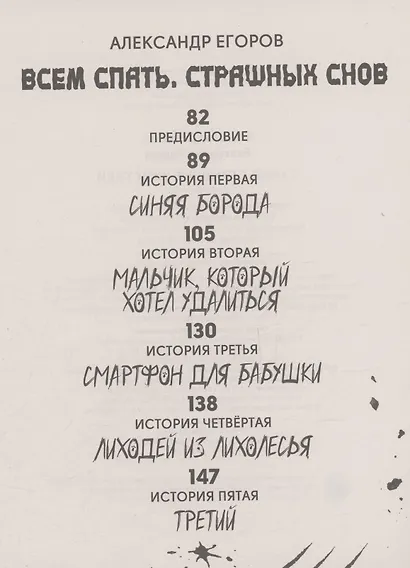 АЛЕКСАНДР ЕГОРОВ
ВСЕМ СПАТЬ. СТРАШНЫХ СНОВ
82
ПРЕДИСЛОВИЕ
89
ИСТОРИЯ ПЕРВАЯ
СИНЯЯ БОРОДА
105
ИСТОРИЯ ВТОРАЯ
МАЛЬЧИК, КОТОРЫЙ
ХОТЕЛ УДАЛИТЬСЯ
130
ИСТОРИЯ ТРЕТЬЯ
СМАРТФОН ДЛЯ БАБУШКИ
138
ИСТОРИЯ ЧЕТВЁРТАЯ
ЛИХОДЕЙ ИЗ ЛИХОЛЕСЬЯ
147
ИСТОРИЯ ПЯТАЯ
ТРЕТИЙ